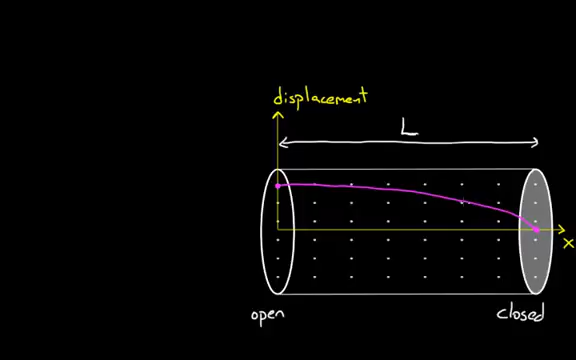 displacement
L
x
open
closed